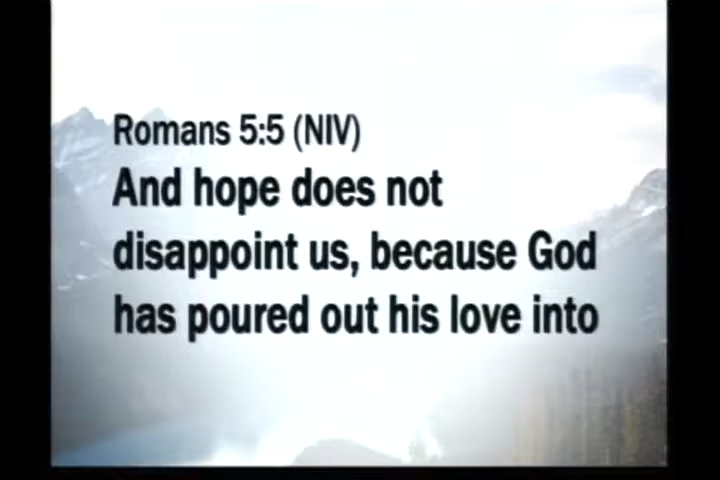 Romans 5:5 (NIV)
And hope does not
disappoint us, because God
has poured out his love into